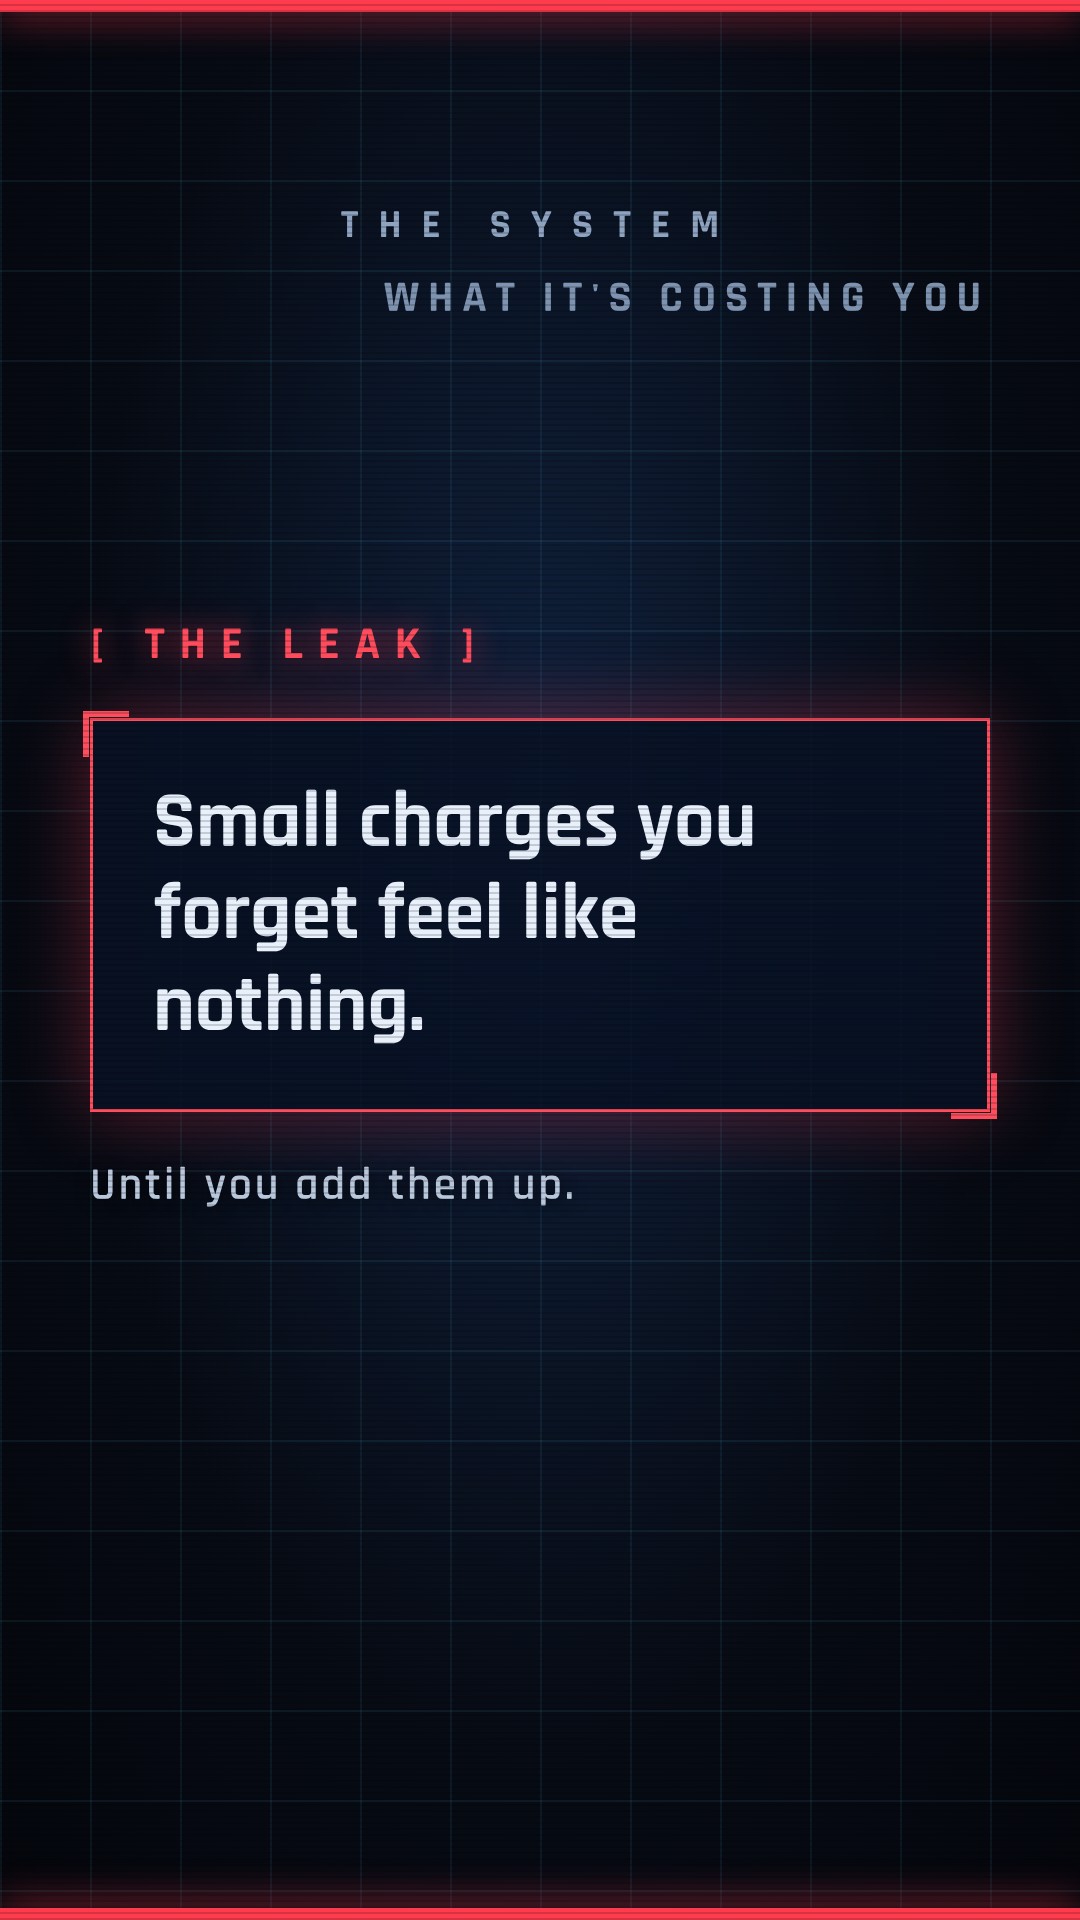 THE SYSTEM
WHAT IT'S COSTING YOU
[ THE LEAK ]
Small charges you
forget feel like
nothing.
Until you add them up.